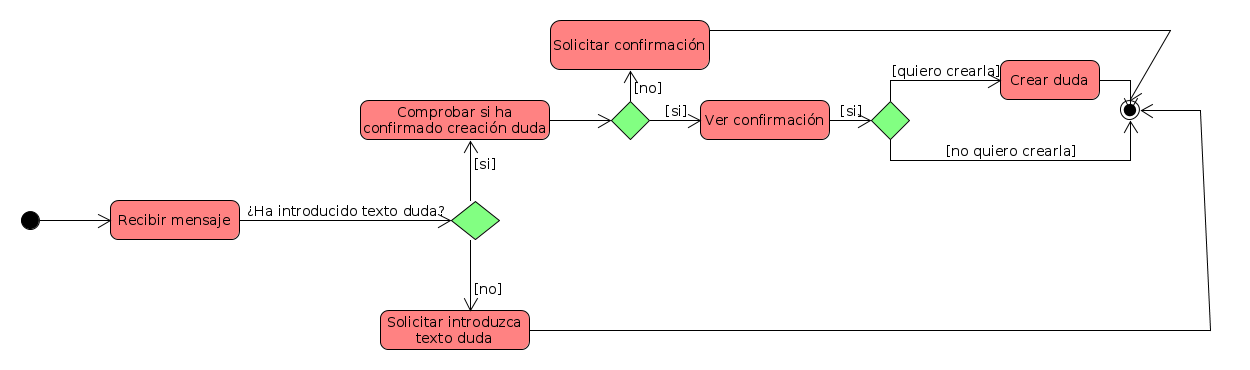 Solicitar confirmación
[no]
[quiero crearla]
Crear duda
Comprobar si ha
confirmado creación duda
[si]
Ver confirmación
[si]
[no quiero crearla]
[si]
Recibir mensaje
¿Ha introducido texto duda?
[no]
Solicitar introduzca
texto duda